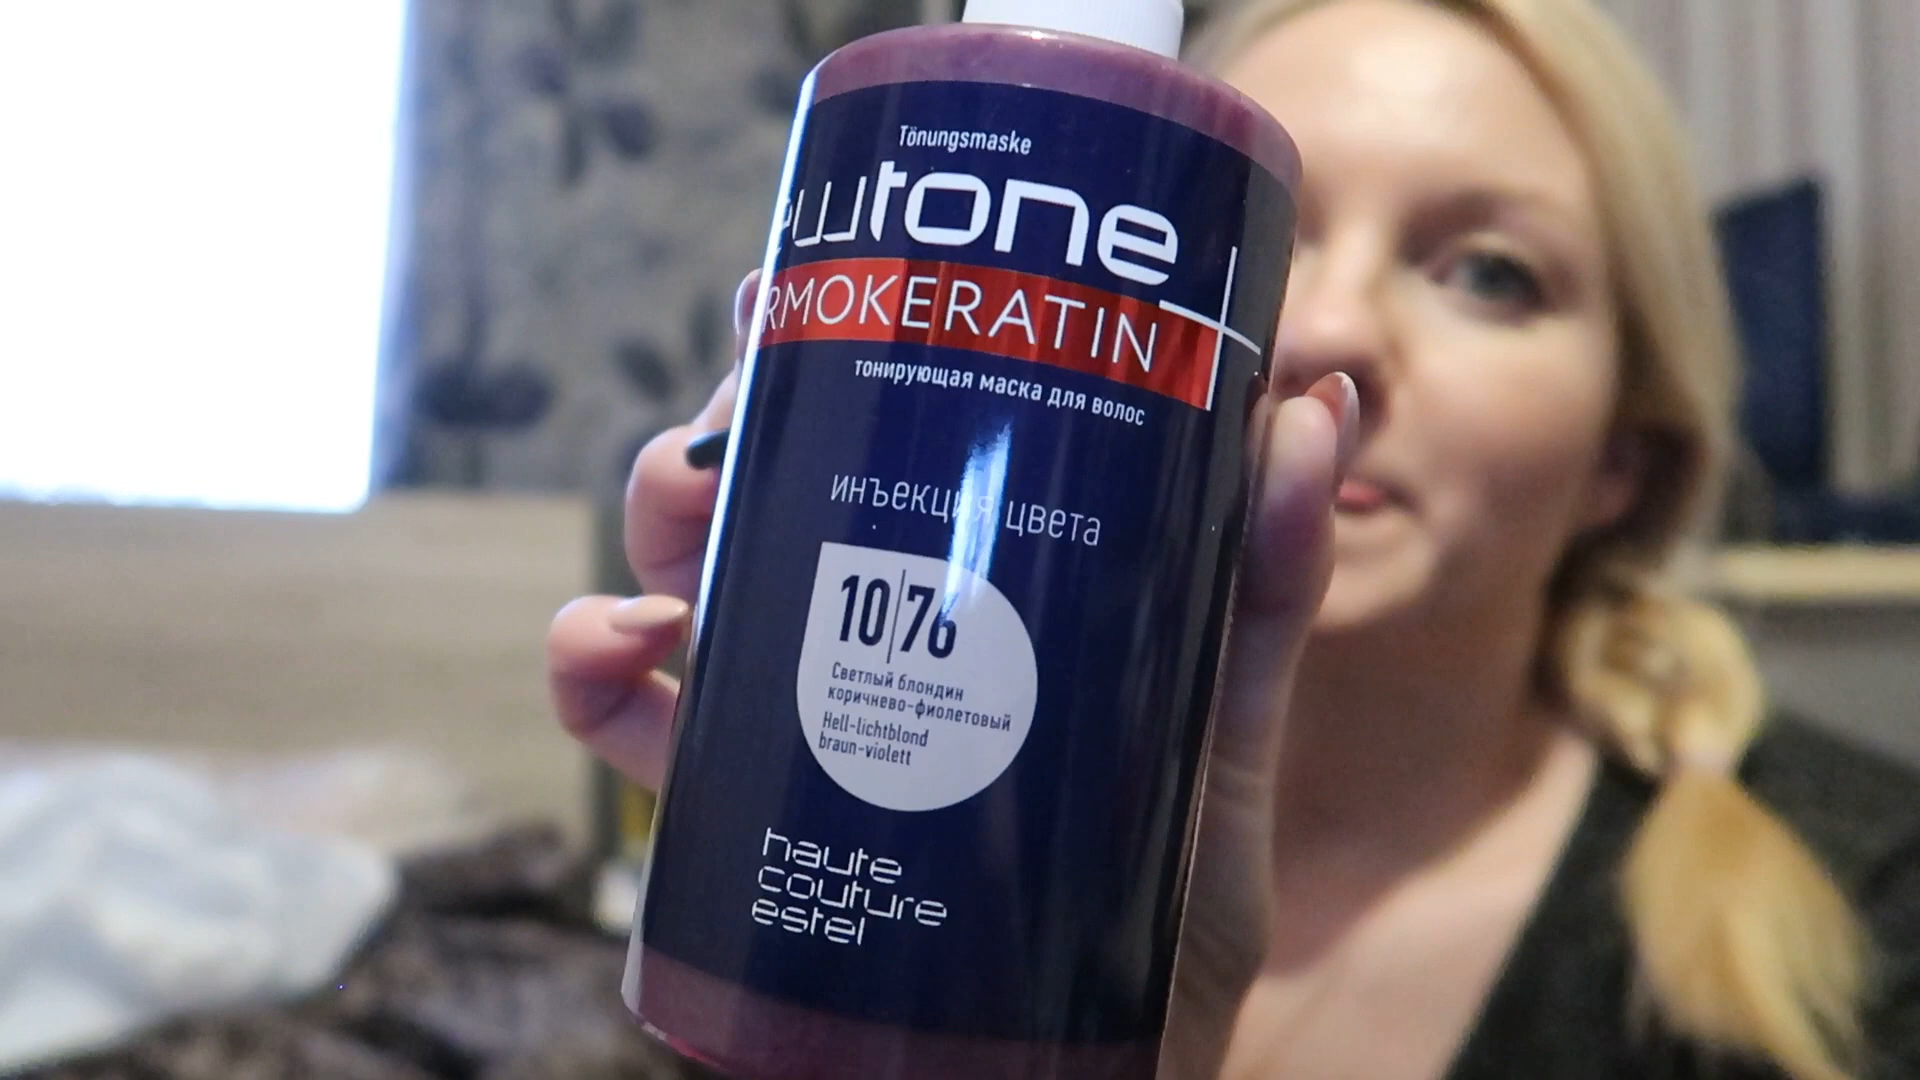 Tönungsmaske
ewtone
RMOKERATIN
тонирующая маска для волос
инъекция цвета
10|76
Светлый блондин
коричнево-фиолетовый
Hell-lichtblond
braun-violett
haute
couture
estel